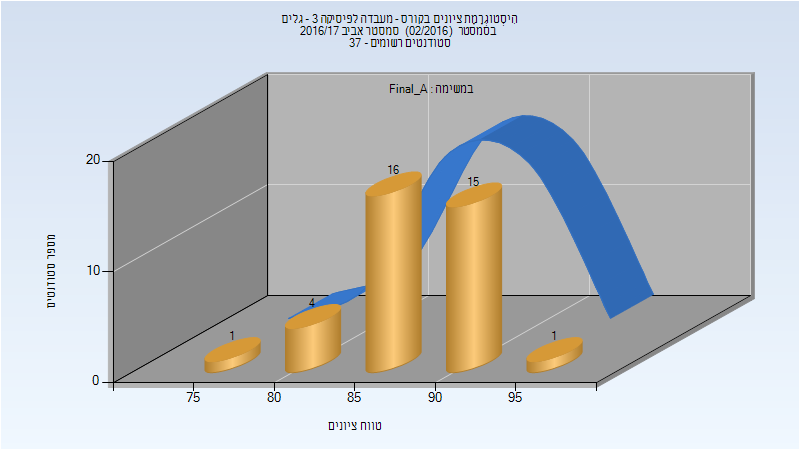 היסטוגרמת ציונים בקורס - מעבדה לפיסיקה 3 - גלים
בסמסטר (02/2016) סמסטר אביב 2016/17
סטודנטים רשומים - 37
במשימה : Final_A
20
10
0
מספר סטודנטים
1
4
16
15
1
75
80
85
90
95
טווח ציונים